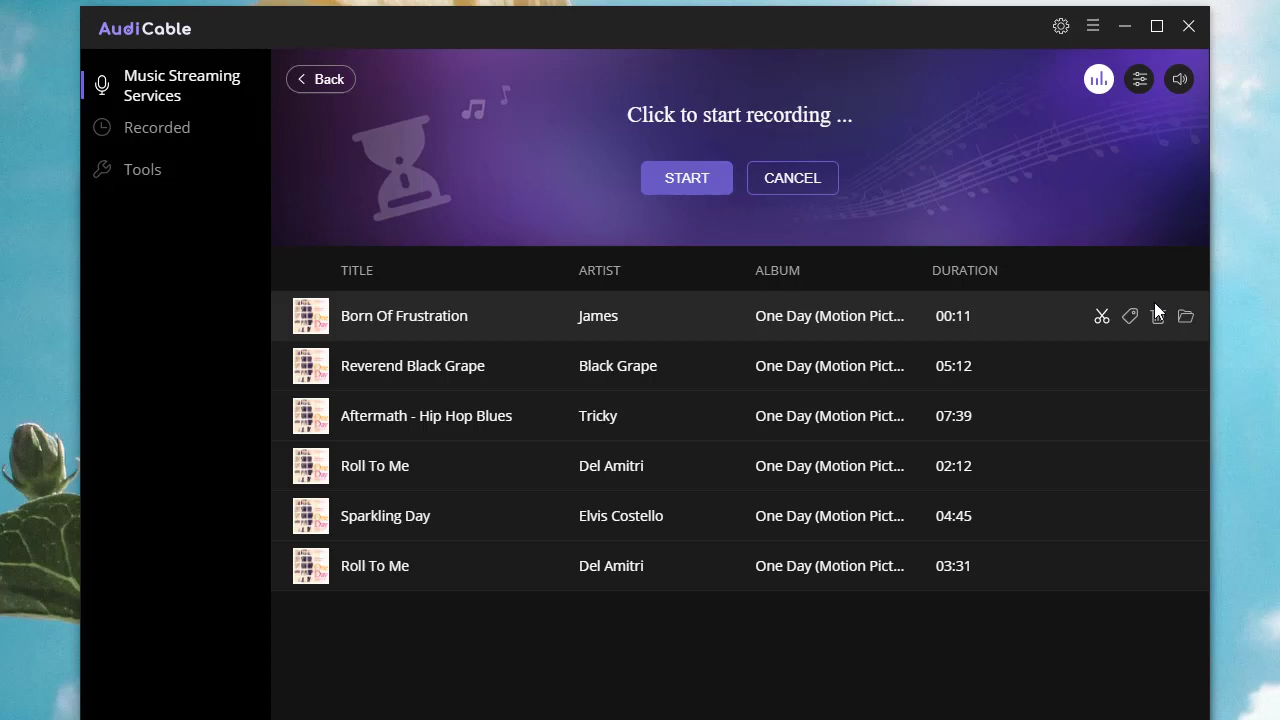 AudiCable
Music Streaming
Services
Recorded
Tools
Back
Click to start recording ...
START
CANCEL
TITLE ARTIST ALBUM DURATION
Born Of Frustration James One Day (Motion Pict... 00:11
Reverend Black Grape Black Grape One Day (Motion Pict... 05:12
Aftermath - Hip Hop Blues Tricky One Day (Motion Pict... 07:39
Roll To Me Del Amitri One Day (Motion Pict... 02:12
Sparkling Day Elvis Costello One Day (Motion Pict... 04:45
Roll To Me Del Amitri One Day (Motion Pict... 03:31